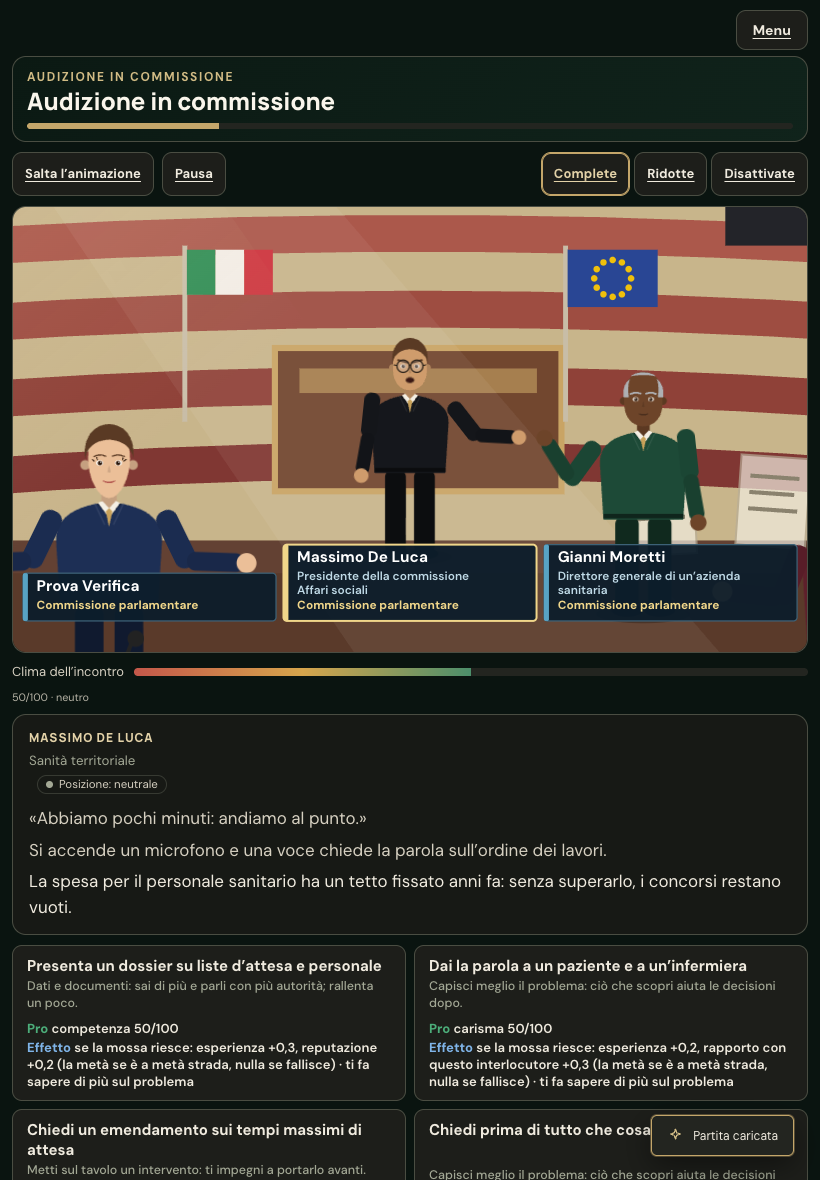 Menu
AUDIZIONE IN COMMISSIONE
Audizione in commissione
Salta l’animazione
Pausa
Complete
Ridotte
Disattivate
Prova Verifica
Commissione parlamentare
Massimo De Luca
Presidente della commissione
Affari sociali
Commissione parlamentare
Gianni Moretti
Direttore generale di un’azienda
sanitaria
Commissione parlamentare
Clima dell’incontro
50/100 · neutro
MASSIMO DE LUCA
Sanità territoriale
Posizione: neutrale
«Abbiamo pochi minuti: andiamo al punto.»
Si accende un microfono e una voce chiede la parola sull’ordine dei lavori.
La spesa per il personale sanitario ha un tetto fissato anni fa: senza superarlo, i concorsi restano
vuoti.
Presenta un dossier su liste d’attesa e personale
Dati e documenti: sai di più e parli con più autorità; rallenta
un poco.
Pro competenza 50/100
Effetto se la mossa riesce: esperienza +0,3, reputazione
+0,2 (la metà se è a metà strada, nulla se fallisce) · ti fa
sapere di più sul problema
Dai la parola a un paziente e a un’infermiera
Capisci meglio il problema: ciò che scopri aiuta le decisioni
dopo.
Pro carisma 50/100
Effetto se la mossa riesce: esperienza +0,2, rapporto con
questo interlocutore +0,3 (la metà se è a metà strada,
nulla se fallisce) · ti fa sapere di più sul problema
Chiedi un emendamento sui tempi massimi di
attesa
Metti sul tavolo un intervento: ti impegni a portarlo avanti.
Chiedi prima di tutto che cosa
Capisci meglio il problema: ciò che scopri aiuta le decisioni
Partita caricata